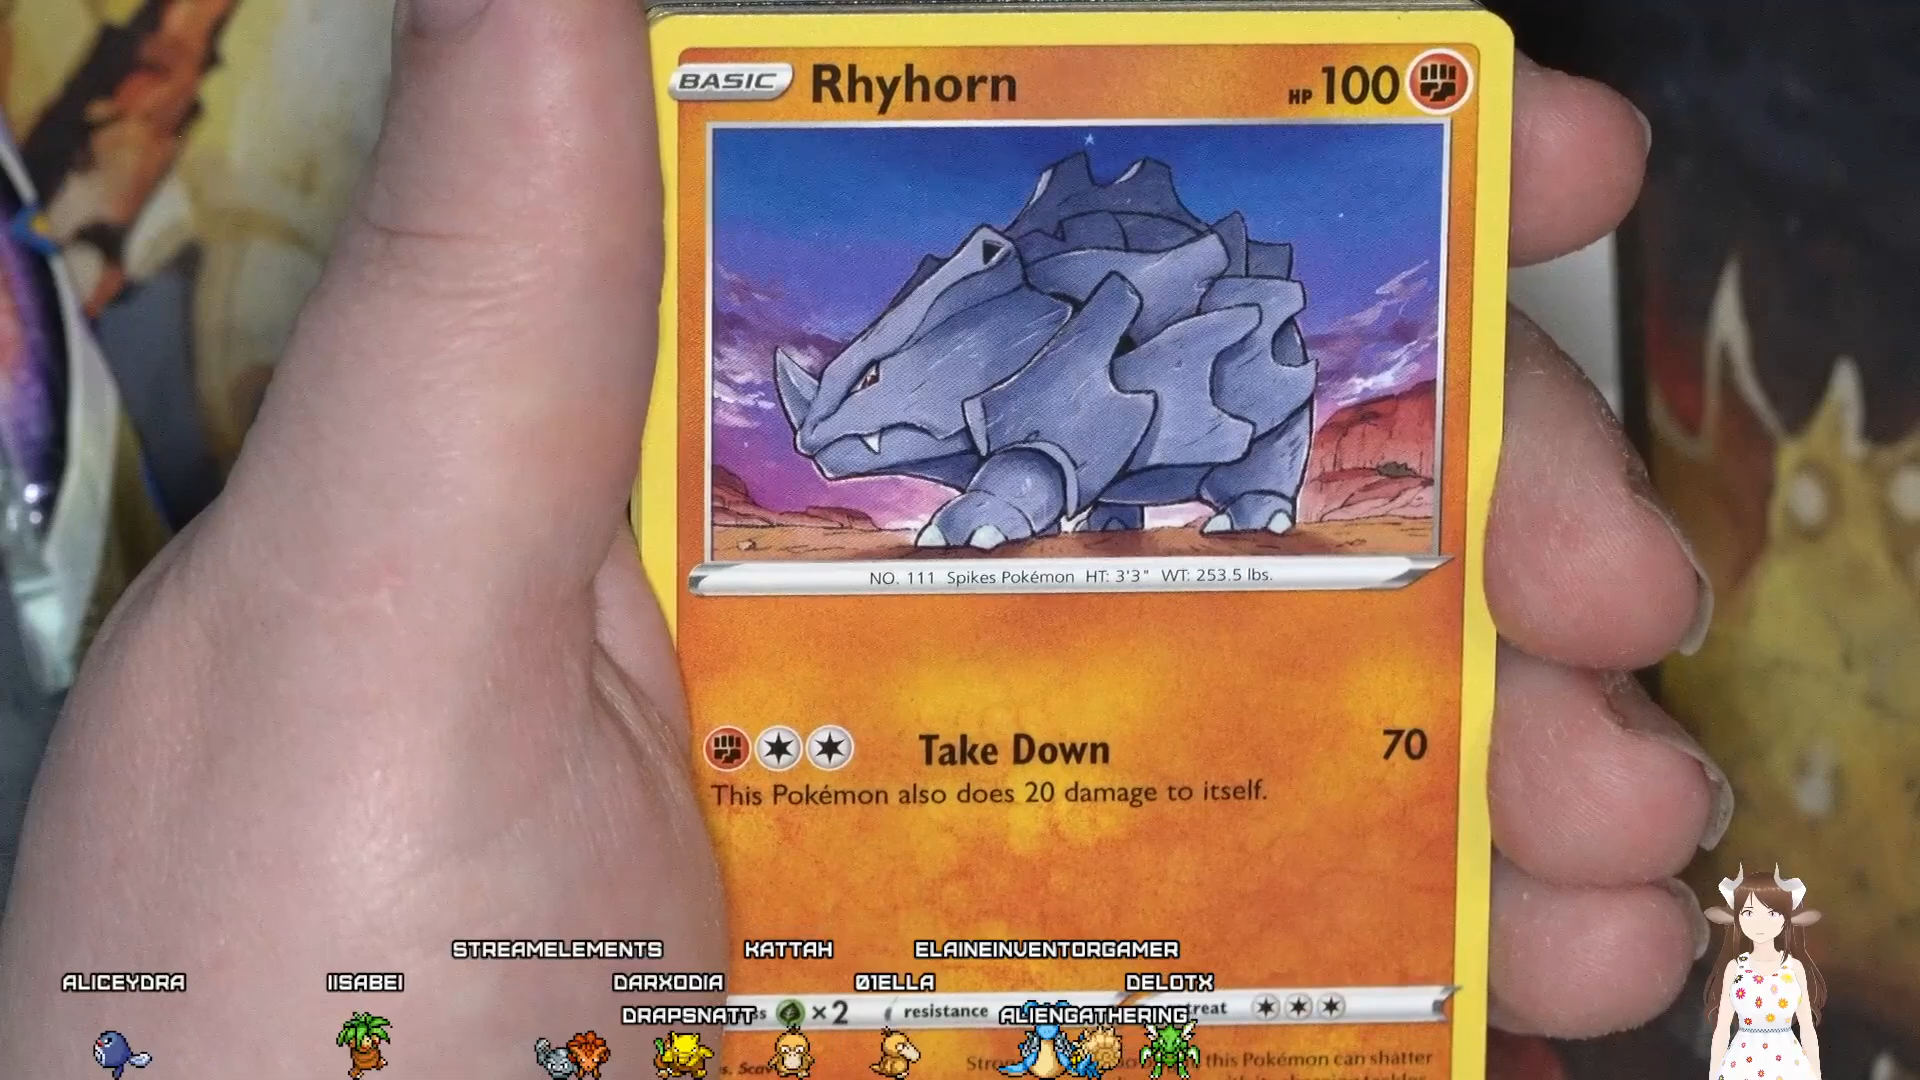 BASIC Rhyhorn HP 100
NO. 111 Spikes Pokémon HT: 3'3" WT: 253.5 lbs.
Take Down 70
This Pokémon also does 20 damage to itself.
STREAMELEMENTS KATTAH ELAINEINVENTORGAMER
ALICEYDRA IISABEI DARXODIA 01ELLA DELOTX
DRAPSNATT ×2 resistance ALIENGATHERING
this Pokémon can shatter